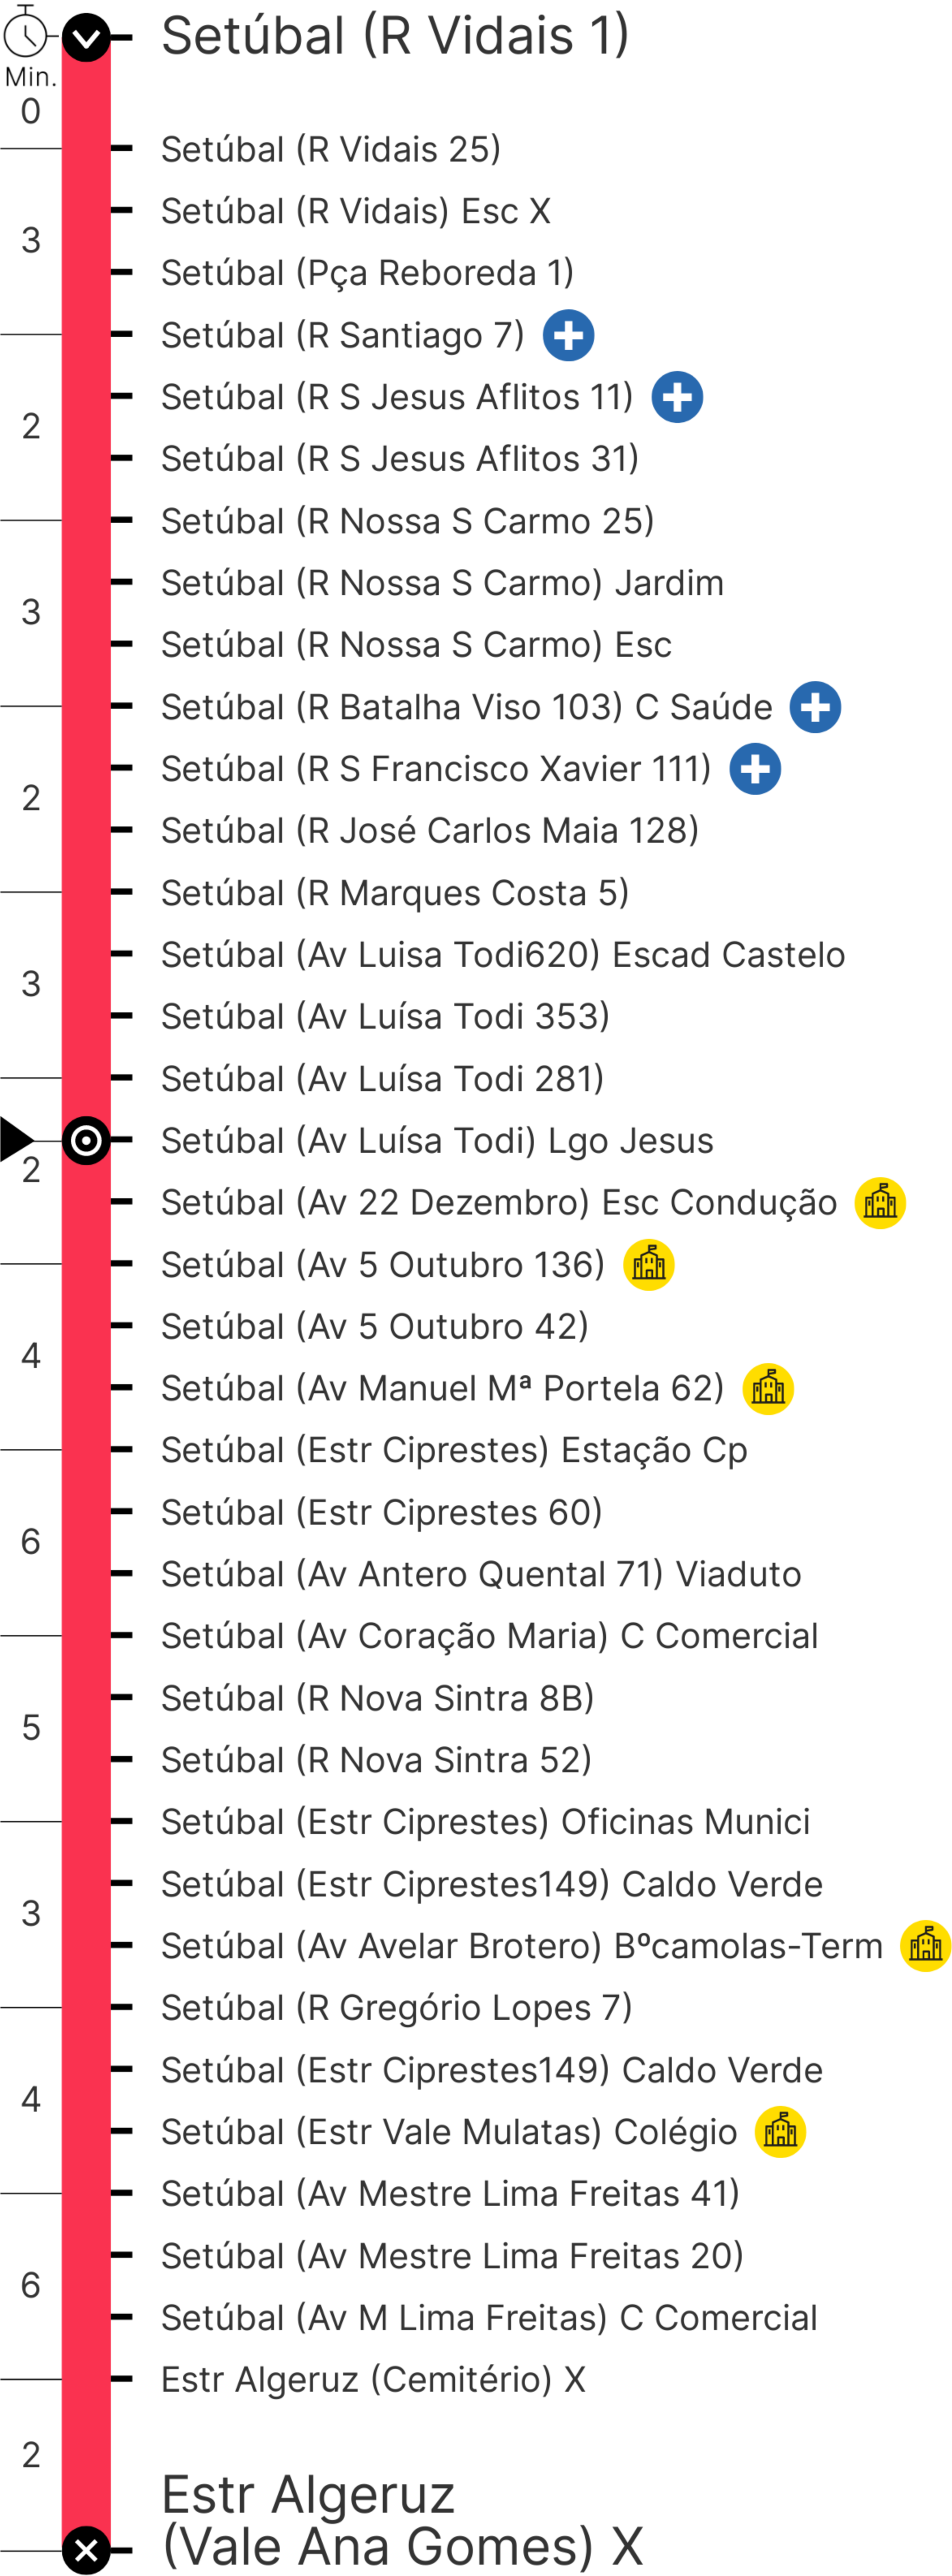 Setúbal (R Vidais 1)
Min.
0
Setúbal (R Vidais 25)
Setúbal (R Vidais) Esc X
3
Setúbal (Pça Reboreda 1)
Setúbal (R Santiago 7)
Setúbal (R S Jesus Aflitos 11)
2
Setúbal (R S Jesus Aflitos 31)
Setúbal (R Nossa S Carmo 25)
Setúbal (R Nossa S Carmo) Jardim
3
Setúbal (R Nossa S Carmo) Esc
Setúbal (R Batalha Viso 103) C Saúde
Setúbal (R S Francisco Xavier 111)
2
Setúbal (R José Carlos Maia 128)
Setúbal (R Marques Costa 5)
Setúbal (Av Luisa Todi620) Escad Castelo
3
Setúbal (Av Luísa Todi 353)
Setúbal (Av Luísa Todi 281)
Setúbal (Av Luísa Todi) Lgo Jesus
2
Setúbal (Av 22 Dezembro) Esc Condução
Setúbal (Av 5 Outubro 136)
Setúbal (Av 5 Outubro 42)
4
Setúbal (Av Manuel Mª Portela 62)
Setúbal (Estr Ciprestes) Estação Cp
Setúbal (Estr Ciprestes 60)
6
Setúbal (Av Antero Quental 71) Viaduto
Setúbal (Av Coração Maria) C Comercial
Setúbal (R Nova Sintra 8B)
5
Setúbal (R Nova Sintra 52)
Setúbal (Estr Ciprestes) Oficinas Munici
Setúbal (Estr Ciprestes149) Caldo Verde
3
Setúbal (Av Avelar Brotero) Bºcamolas-Term
Setúbal (R Gregório Lopes 7)
Setúbal (Estr Ciprestes149) Caldo Verde
4
Setúbal (Estr Vale Mulatas) Colégio
Setúbal (Av Mestre Lima Freitas 41)
Setúbal (Av Mestre Lima Freitas 20)
6
Setúbal (Av M Lima Freitas) C Comercial
Estr Algeruz (Cemitério) X
2
Estr Algeruz
(Vale Ana Gomes) X